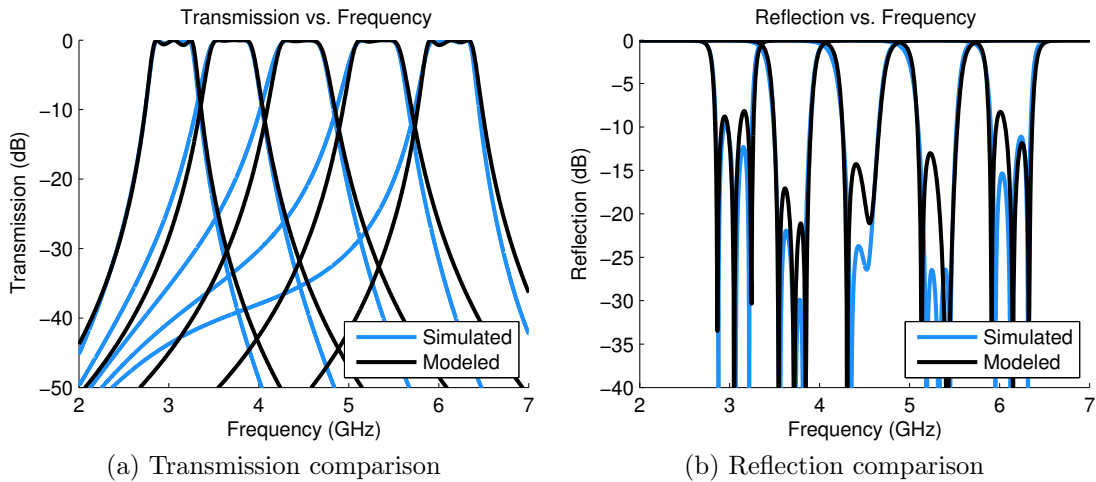 Transmission vs. Frequency
0
−10
−20
−30
−40
−50
2 3 4 5 6 7
Transmission (dB)
Frequency (GHz)
Simulated
Modeled
(a) Transmission comparison
Reflection vs. Frequency
0
−5
−10
−15
−20
−25
−30
−35
−40
2 3 4 5 6 7
Reflection (dB)
Frequency (GHz)
Simulated
Modeled
(b) Reflection comparison